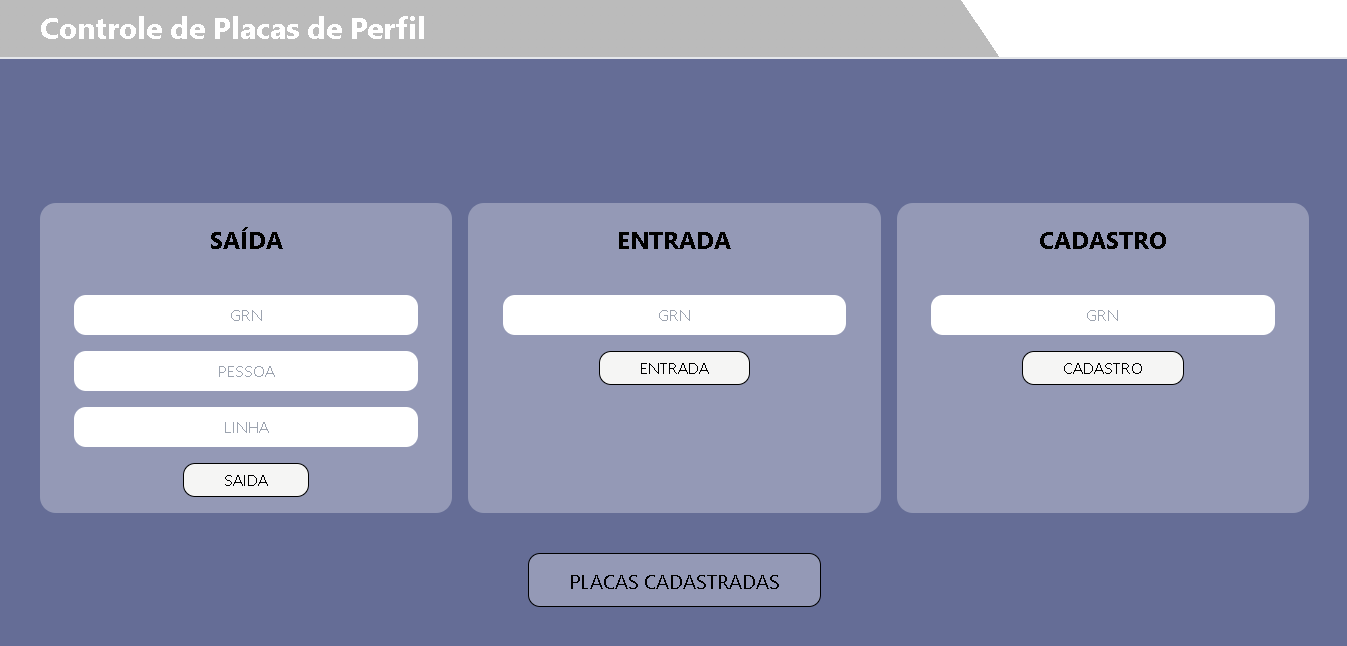 Controle de Placas de Perfil
SAÍDA
GRN
PESSOA
LINHA
SAIDA
ENTRADA
GRN
ENTRADA
CADASTRO
GRN
CADASTRO
PLACAS CADASTRADAS